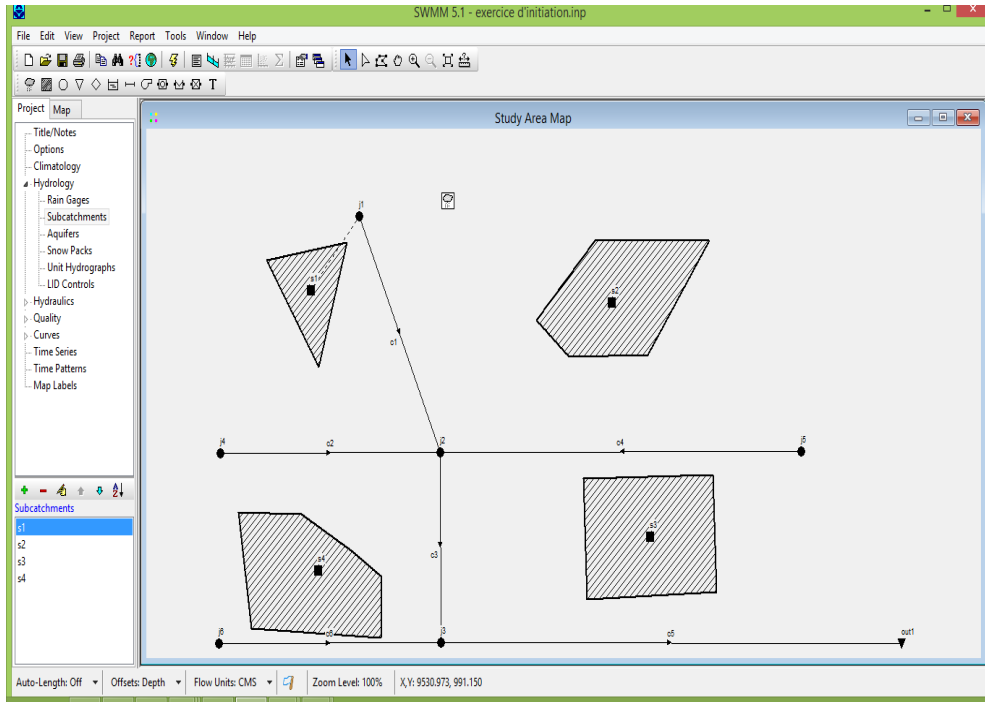 SWMM 5.1 - exercice d'initiation.inp
File Edit View Project Report Tools Window Help
Project Map
Title/Notes
Options
Climatology
Hydrology
Rain Gages
Subcatchments
Aquifers
Snow Packs
Unit Hydrographs
LID Controls
Hydraulics
Quality
Curves
Time Series
Time Patterns
Map Labels
Subcatchments
s1
s2
s3
s4
Study Area Map
j1
s1
s2
c1
j4
c2
j2
c4
j5
s3
c3
s4
j6
c6
j3
c5
out1
Auto-Length: Off Offsets: Depth Flow Units: CMS Zoom Level: 100% X,Y: 9530.973, 991.150